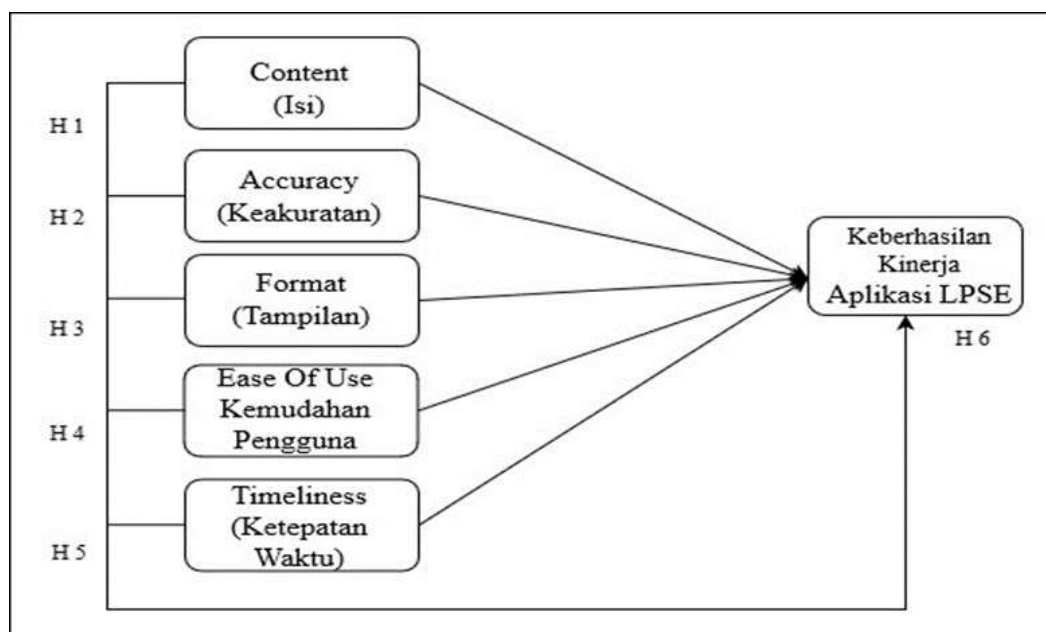 Content
(Isi)
H 1
Accuracy
(Keakuratan)
H 2
Format
(Tampilan)
H 3
Ease Of Use
Kemudahan
Pengguna
H 4
Timeliness
(Ketepatan
Waktu)
H 5
Keberhasilan
Kinerja
Aplikasi LPSE
H 6